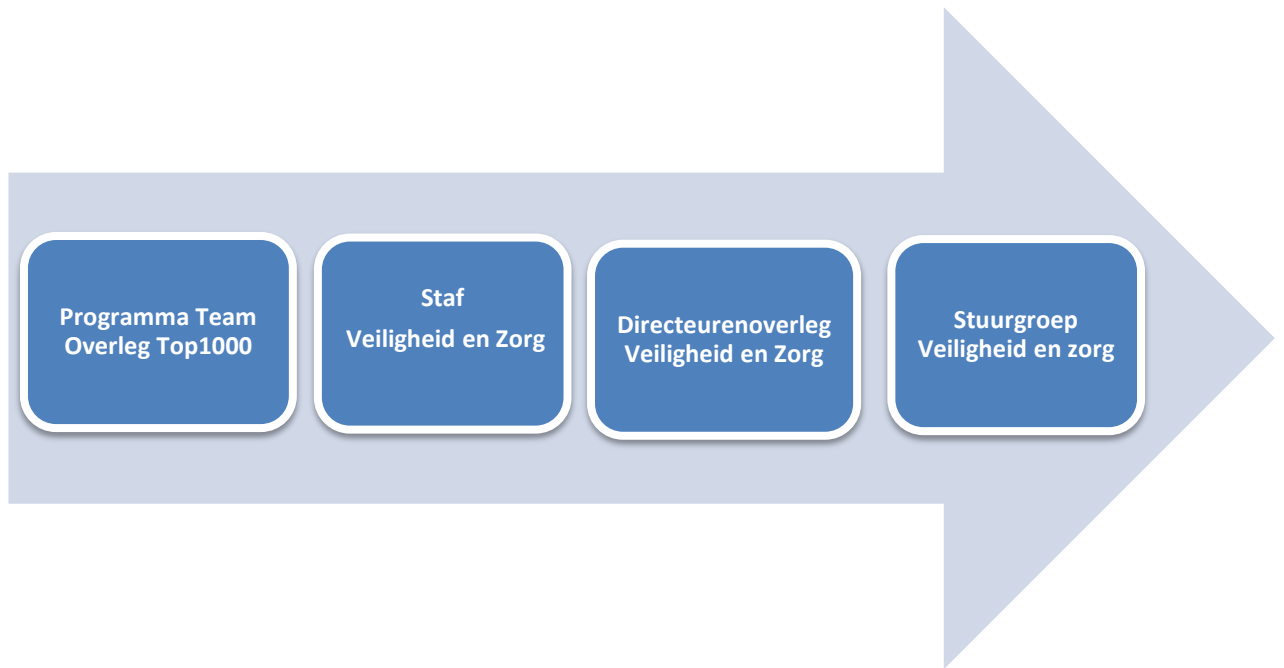 Programma Team
Overleg Top1000
Staf
Veiligheid en Zorg
Directeurenoverleg
Veiligheid en Zorg
Stuurgroep
Veiligheid en zorg